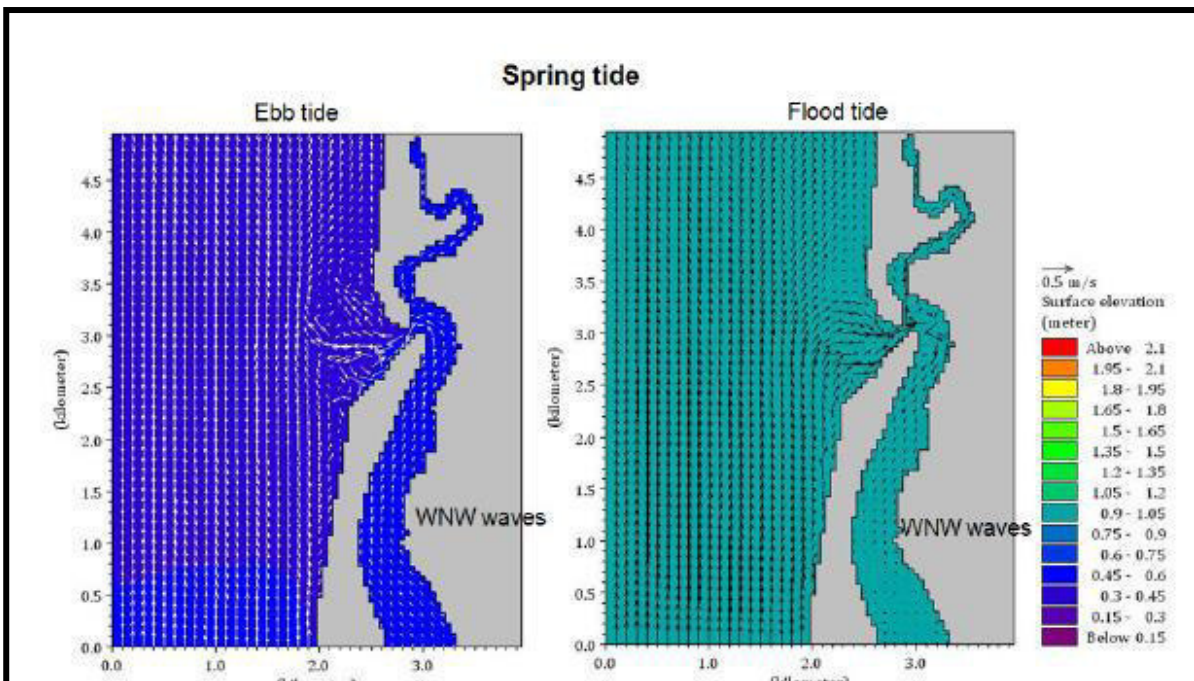 Spring tide
Ebb tide
Flood tide
4.5
4.0
3.5
3.0
2.5
2.0
1.5
1.0
0.5
0.0
(kilometer)
0.0
1.0
2.0
3.0
WNW waves
4.5
4.0
3.5
3.0
2.5
2.0
1.5
1.0
0.5
0.0
(kilometer)
0.0
1.0
2.0
3.0
WNW waves
0.5 m/s
Surface elevation
(meter)
Above 2.1
1.95 - 2.1
1.8 - 1.95
1.65 - 1.8
1.5 - 1.65
1.35 - 1.5
1.2 - 1.35
1.05 - 1.2
0.9 - 1.05
0.75 - 0.9
0.6 - 0.75
0.45 - 0.6
0.3 - 0.45
0.15 - 0.3
Below 0.15